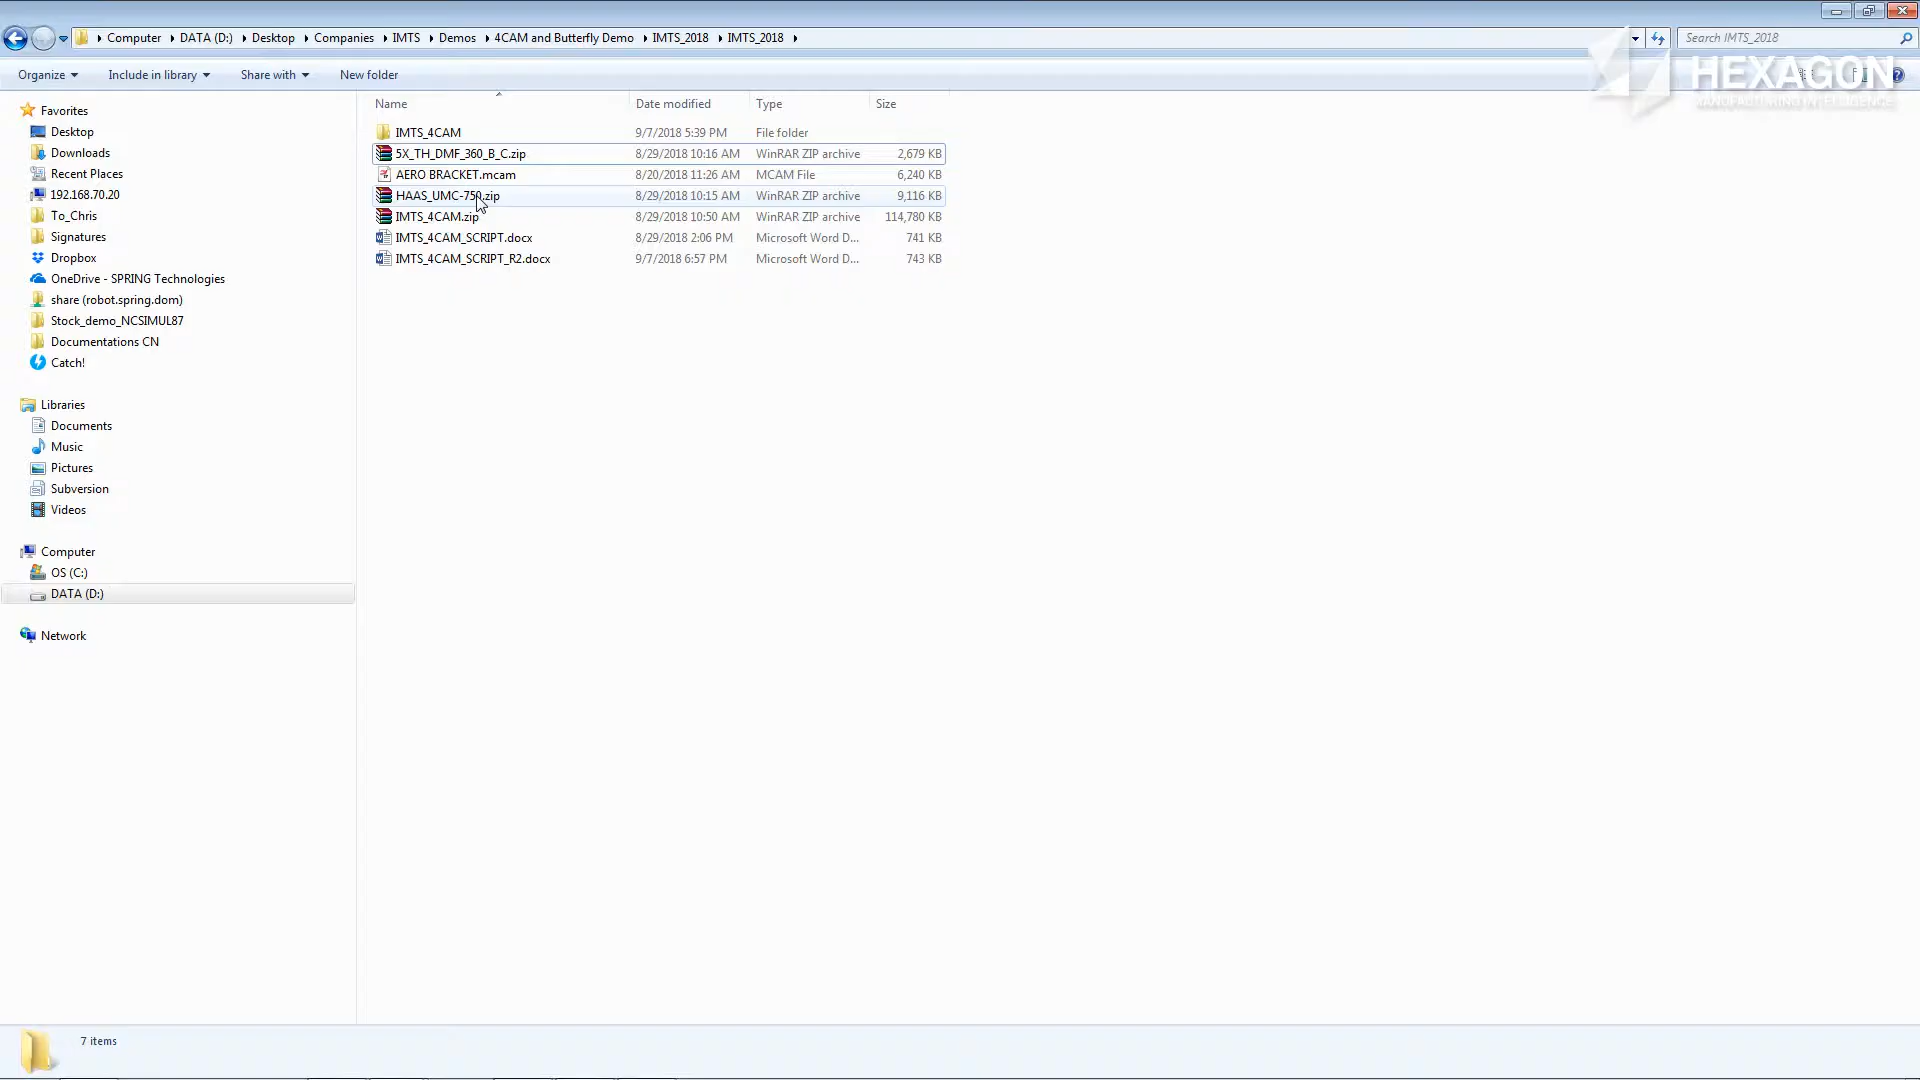 Computer DATA (D:) Desktop Companies IMTS Demos 4CAM and Butterfly Demo IMTS_2018 IMTS_2018
Search IMTS_2018
Organize Include in library Share with New folder
HEXAGON
MANUFACTURING INTELLIGENCE
Favorites
Desktop
Downloads
Recent Places
192.168.70.20
To_Chris
Signatures
Dropbox
OneDrive - SPRING Technologies
share (robot.spring.dom)
Stock_demo_NCSIMUL87
Documentations CN
Catch!
Libraries
Documents
Music
Pictures
Subversion
Videos
Computer
OS (C:)
DATA (D:)
Network
Name Date modified Type Size
IMTS_4CAM 9/7/2018 5:39 PM File folder
5X_TH_DMF_360_B_C.zip 8/29/2018 10:16 AM WinRAR ZIP archive 2,679 KB
AERO BRACKET.mcam 8/20/2018 11:26 AM MCAM File 6,240 KB
HAAS_UMC-750.zip 8/29/2018 10:15 AM WinRAR ZIP archive 9,116 KB
IMTS_4CAM.zip 8/29/2018 10:50 AM WinRAR ZIP archive 114,780 KB
IMTS_4CAM_SCRIPT.docx 8/29/2018 2:06 PM Microsoft Word D... 741 KB
IMTS_4CAM_SCRIPT_R2.docx 9/7/2018 6:57 PM Microsoft Word D... 743 KB
7 items